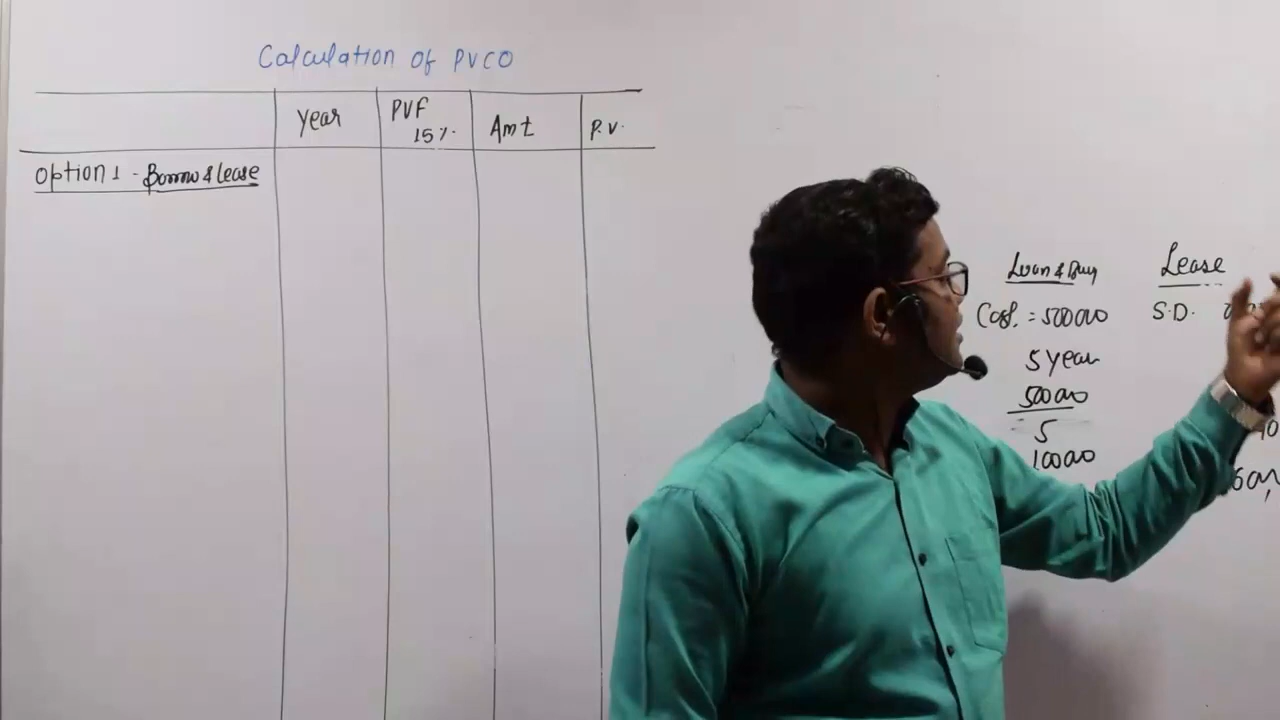 Calculation of PVCO
Year
PVF
15%.
Amt
P.V.
Option 1 - Borrow & Lease
Loan & Buy
Cost. = 500000
5 year
500000
5
100000
Lease
S.D.